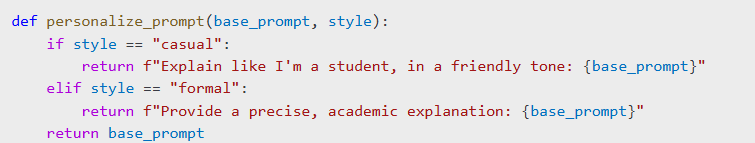 def personalize_prompt(base_prompt, style):
    if style == "casual":
        return f"Explain like I'm a student, in a friendly tone: {base_prompt}"
    elif style == "formal":
        return f"Provide a precise, academic explanation: {base_prompt}"
    return base_prompt